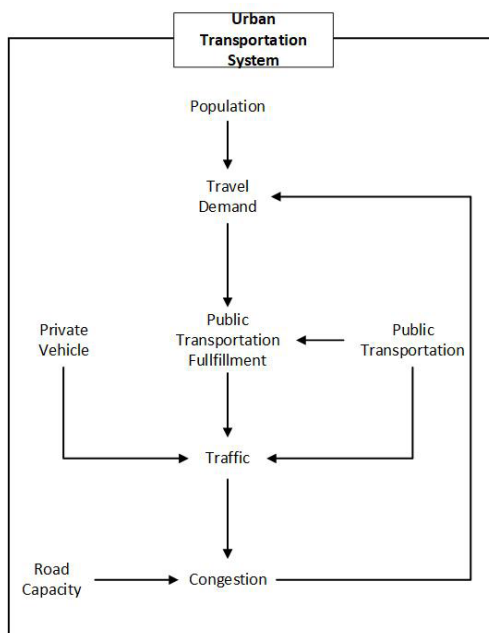 Urban
Transportation
System
Population
Travel
Demand
Private
Vehicle
Public
Transportation
Fullfillment
Public
Transportation
Traffic
Road
Capacity
Congestion